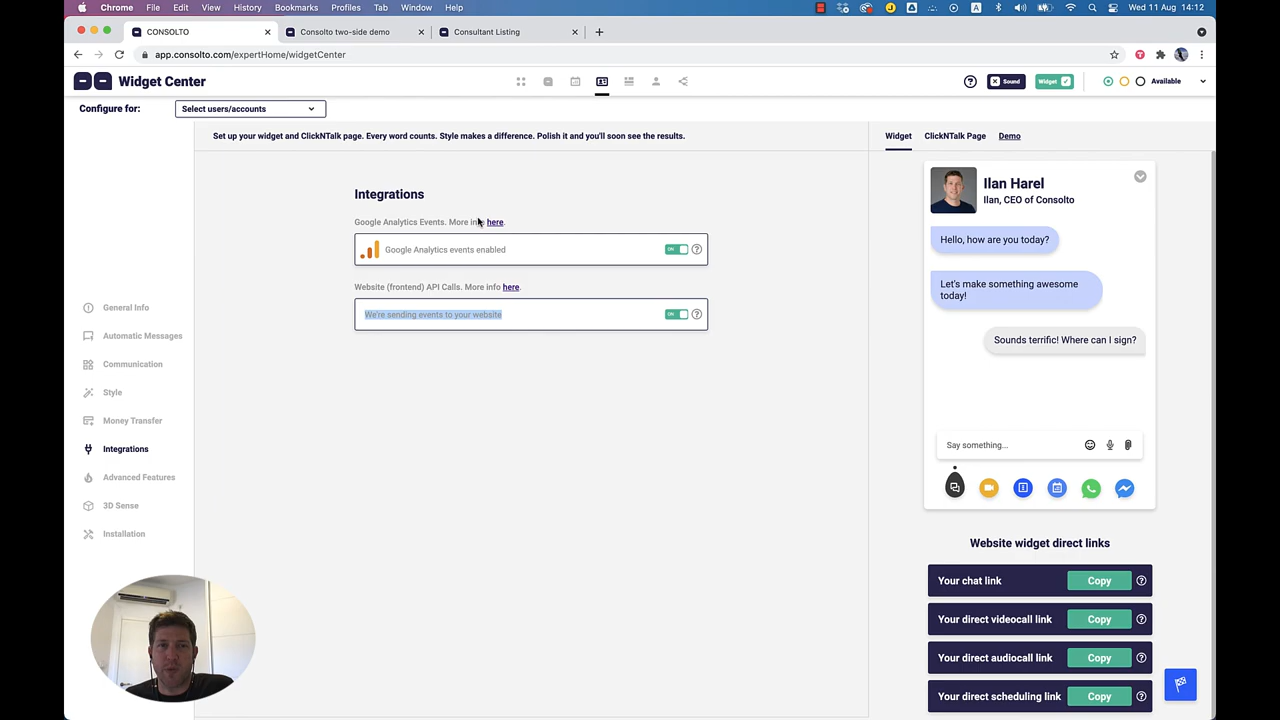 Chrome File Edit View History Bookmarks Profiles Tab Window Help Wed 11 Aug 14:12
CONSOLTO Consolto two-side demo Consultant Listing
app.consolto.com/expertHome/widgetCenter
Widget Center Sound Widget Available
Configure for: Select users/accounts
Set up your widget and ClickNTalk page. Every word counts. Style makes a difference. Polish it and you'll soon see the results.
Widget ClickNTalk Page Demo
Integrations
Google Analytics Events. More info here.
Google Analytics events enabled ON
Website (frontend) API Calls. More info here.
We're sending events to your website ON
General Info
Automatic Messages
Communication
Style
Money Transfer
Integrations
Advanced Features
3D Sense
Installation
Ilan Harel
Ilan, CEO of Consolto
Hello, how are you today?
Let's make something awesome
today!
Sounds terrific! Where can I sign?
Say something...
Website widget direct links
Your chat link Copy
Your direct videocall link Copy
Your direct audiocall link Copy
Your direct scheduling link Copy